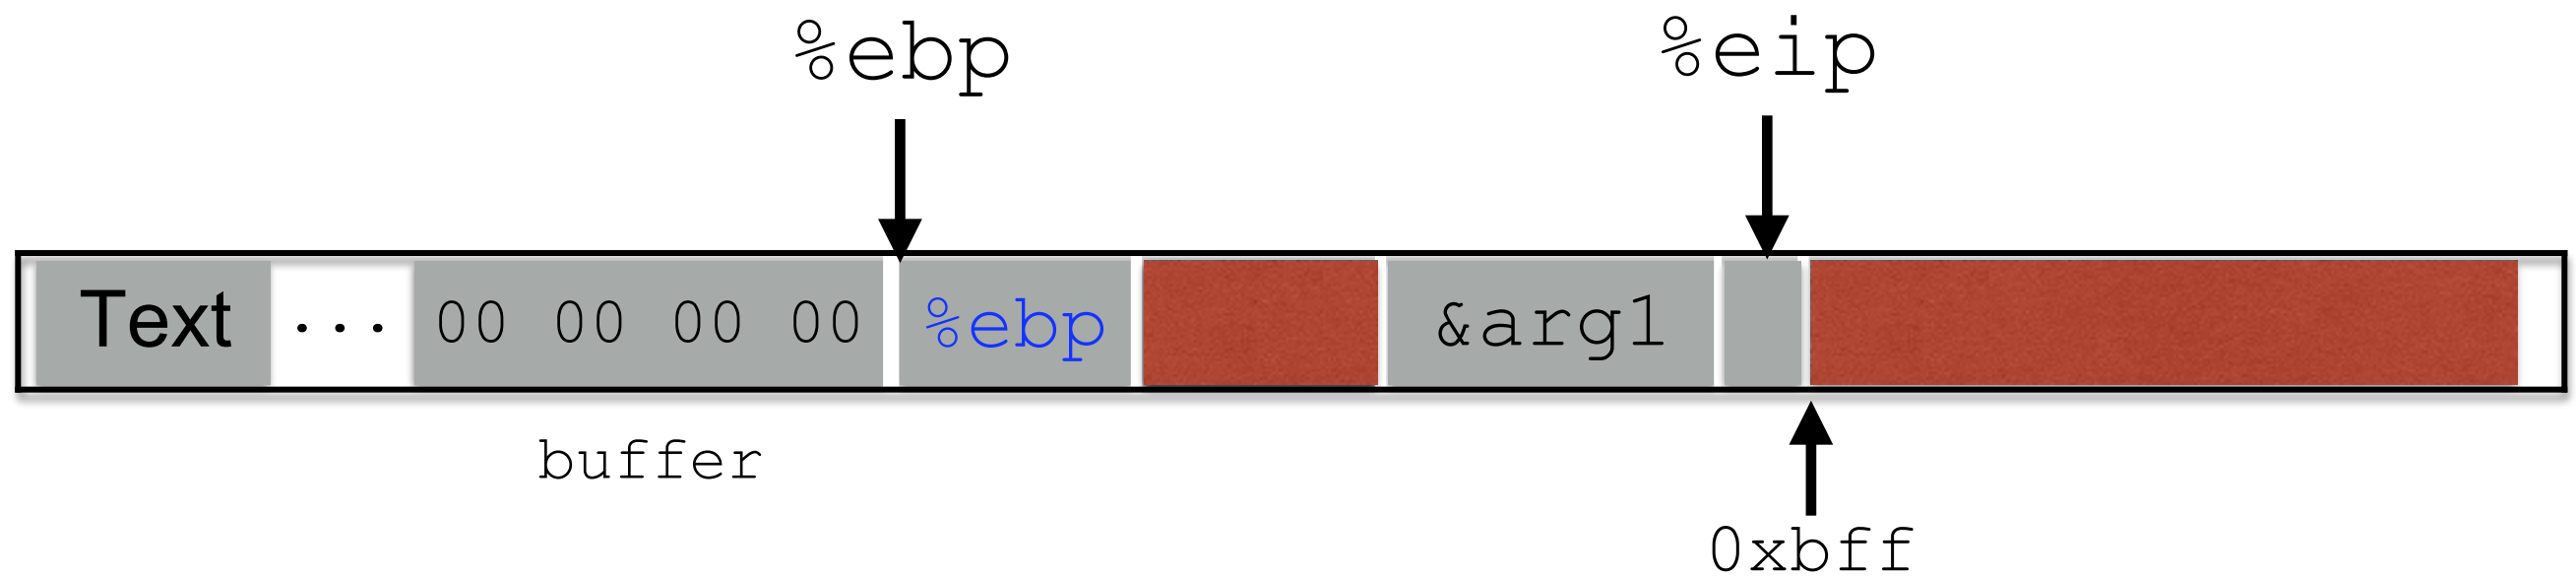 %ebp %eip
Text ... 00 00 00 00 %ebp &arg1
buffer
0xbff